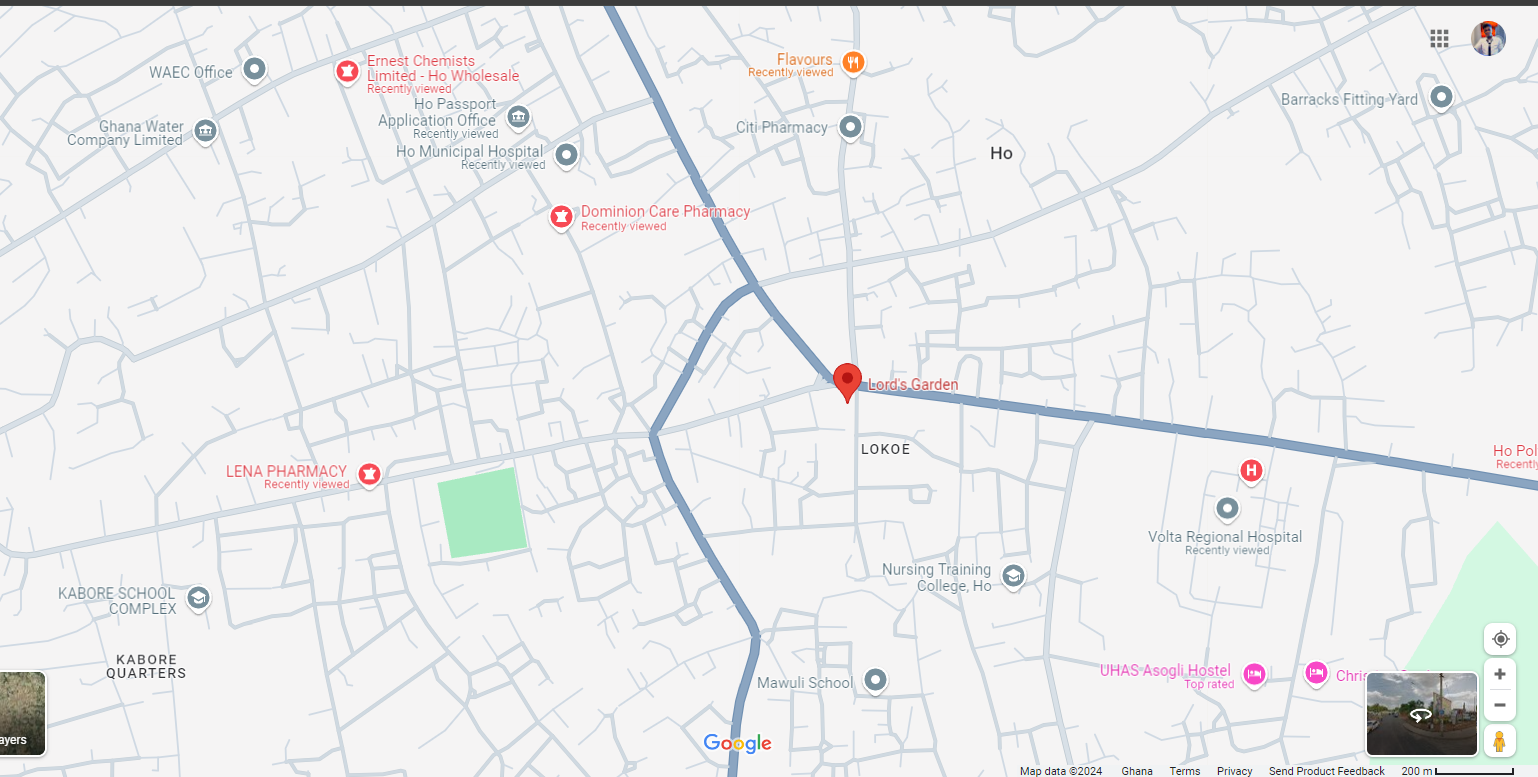 Flavours
Recently viewed
Ernest Chemists
Limited - Ho Wholesale
Recently viewed
WAEC Office
Barracks Fitting Yard
Ho Passport
Application Office
Recently viewed
Ghana Water
Company Limited
Citi Pharmacy
Ho Municipal Hospital
Recently viewed
Ho
Dominion Care Pharmacy
Recently viewed
Lord's Garden
LOKOE
Ho Pol
Recently
LENA PHARMACY
Recently viewed
H
Volta Regional Hospital
Recently viewed
Nursing Training
College, Ho
KABORE SCHOOL
COMPLEX
KABORE
QUARTERS
UHAS Asogli Hostel
Top rated
Chris
Mawuli School
ayers
Google
Map data ©2024 Ghana Terms Privacy Send Product Feedback 200 m